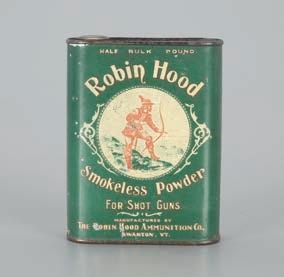 HALF BULK POUND.
Robin Hood
Smokeless Powder
FOR SHOT GUNS.
MANUFACTURED BY
THE ROBIN HOOD AMMUNITION CO.,
SWANTON, VT.